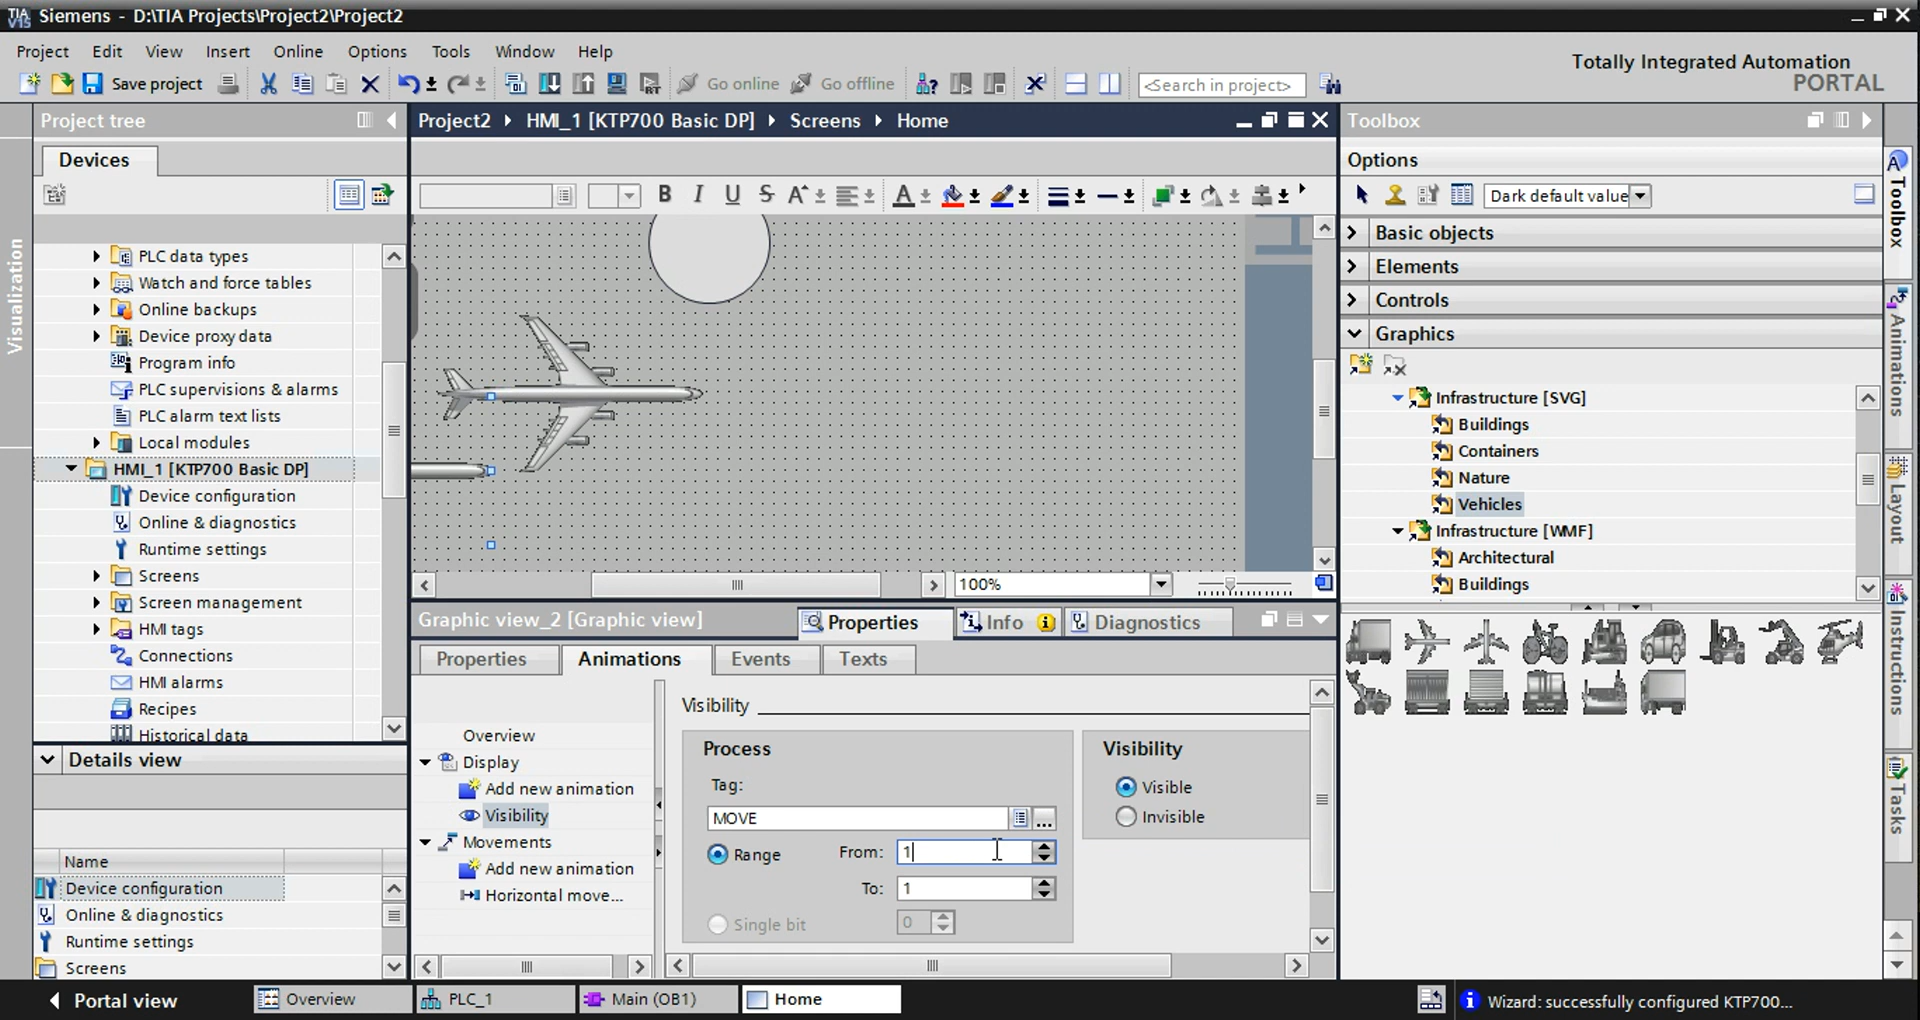 TIA
V15
Siemens - D:\TIA Projects\Project2\Project2
Project Edit View Insert Online Options Tools Window Help
Totally Integrated Automation
PORTAL
Save project
Go online
Go offline
<Search in project>
Project tree
Project2 HMI_1 [KTP700 Basic DP] Screens Home
Toolbox
Devices
Options
B I U S A A
Dark default value
Visualization
PLC data types
Watch and force tables
Online backups
Device proxy data
Program info
PLC supervisions & alarms
PLC alarm text lists
Local modules
HMI_1 [KTP700 Basic DP]
Device configuration
Online & diagnostics
Runtime settings
Screens
Screen management
HMI tags
Connections
HMI alarms
Recipes
Historical data
Details view
Name
Device configuration
Online & diagnostics
Runtime settings
Screens
100%
Graphic view_2 [Graphic view]
Properties
Info
Diagnostics
Properties
Animations
Events
Texts
Overview
Display
Add new animation
Visibility
Movements
Add new animation
Horizontal move...
Visibility
Process
Tag:
MOVE
Range
From: 1
To: 1
Single bit
0
Visibility
Visible
Invisible
Basic objects
Elements
Controls
Graphics
Infrastructure [SVG]
Buildings
Containers
Nature
Vehicles
Infrastructure [WMF]
Architectural
Buildings
Toolbox
Animations
Layout
Instructions
Tasks
Portal view
Overview
PLC_1
Main (OB1)
Home
Wizard: successfully configured KTP700...